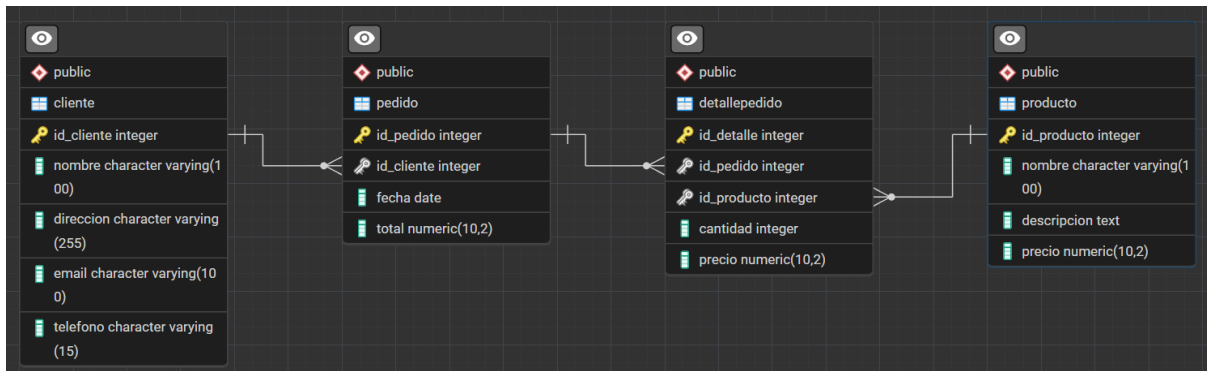 public
cliente
id_cliente integer
nombre character varying(1
00)
direccion character varying
(255)
email character varying(10
0)
telefono character varying
(15)
public
pedido
id_pedido integer
id_cliente integer
fecha date
total numeric(10,2)
public
detallepedido
id_detalle integer
id_pedido integer
id_producto integer
cantidad integer
precio numeric(10,2)
public
producto
id_producto integer
nombre character varying(1
00)
descripcion text
precio numeric(10,2)